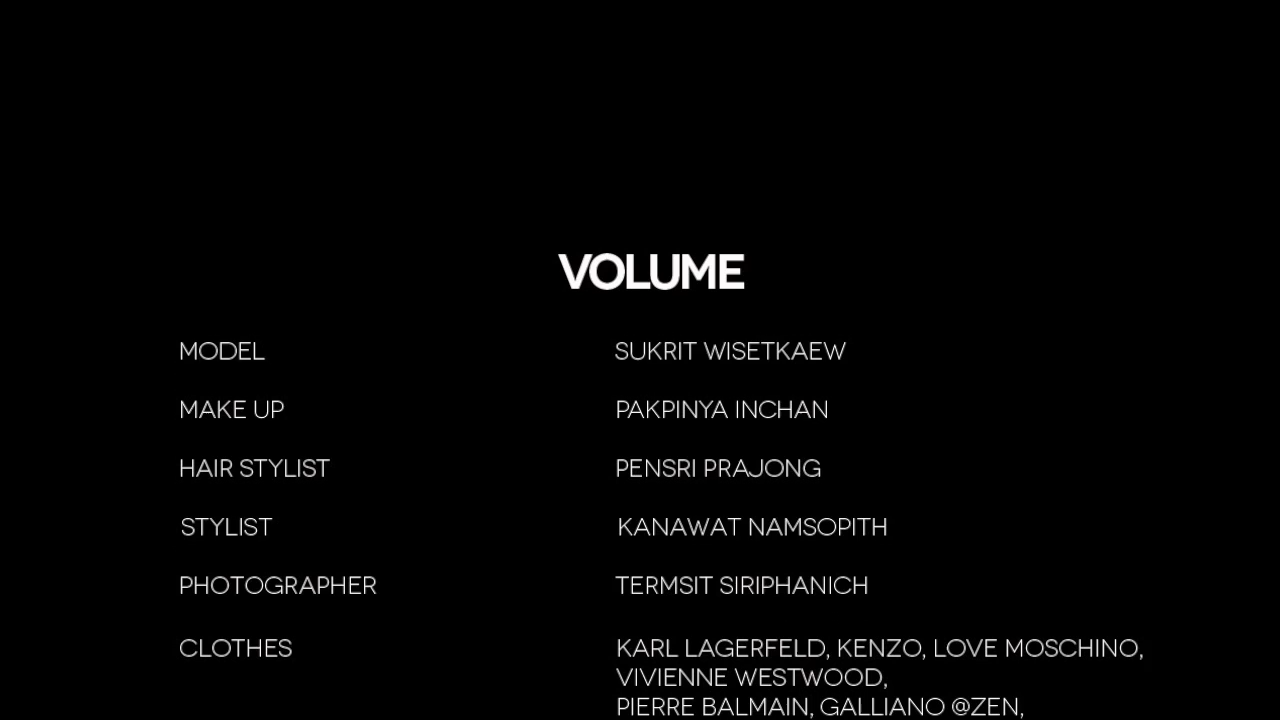 VOLUME
MODEL SUKRIT WISETKAEW
MAKE UP PAKPINYA INCHAN
HAIR STYLIST PENSRI PRAJONG
STYLIST KANAWAT NAMSOPITH
PHOTOGRAPHER TERMSIT SIRIPHANICH
CLOTHES KARL LAGERFELD, KENZO, LOVE MOSCHINO,
VIVIENNE WESTWOOD,
PIERRE BALMAIN, GALLIANO @ZEN,